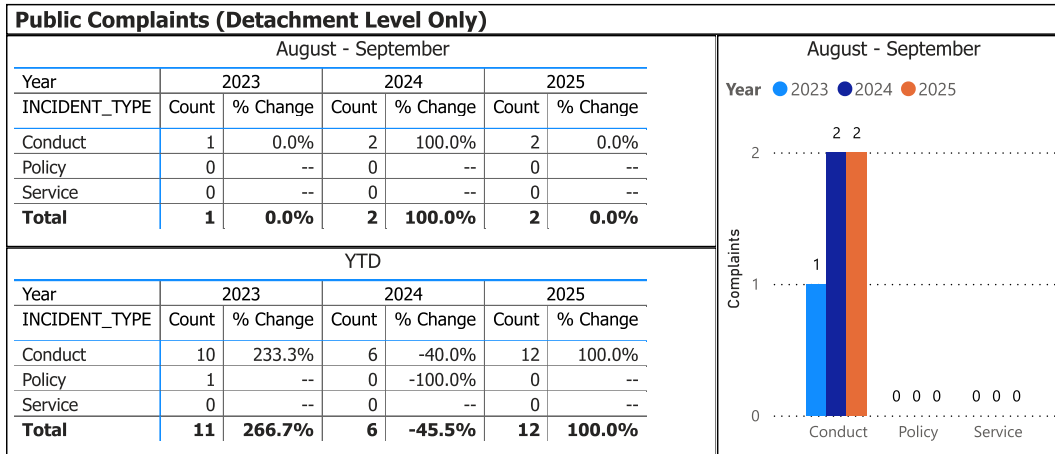 Public Complaints (Detachment Level Only)
August - September
Year 2023 2024 2025
INCIDENT_TYPE Count % Change Count % Change Count % Change
Conduct 1 0.0% 2 100.0% 2 0.0%
Policy 0 -- 0 -- 0 --
Service 0 -- 0 -- 0 --
Total 1 0.0% 2 100.0% 2 0.0%
YTD
Year 2023 2024 2025
INCIDENT_TYPE Count % Change Count % Change Count % Change
Conduct 10 233.3% 6 -40.0% 12 100.0%
Policy 1 -- 0 -100.0% 0 --
Service 0 -- 0 -- 0 --
Total 11 266.7% 6 -45.5% 12 100.0%
August - September
Year 2023 2024 2025
2 2
2
1
1
0 0 0 0 0 0
0
Complaints
Conduct Policy Service